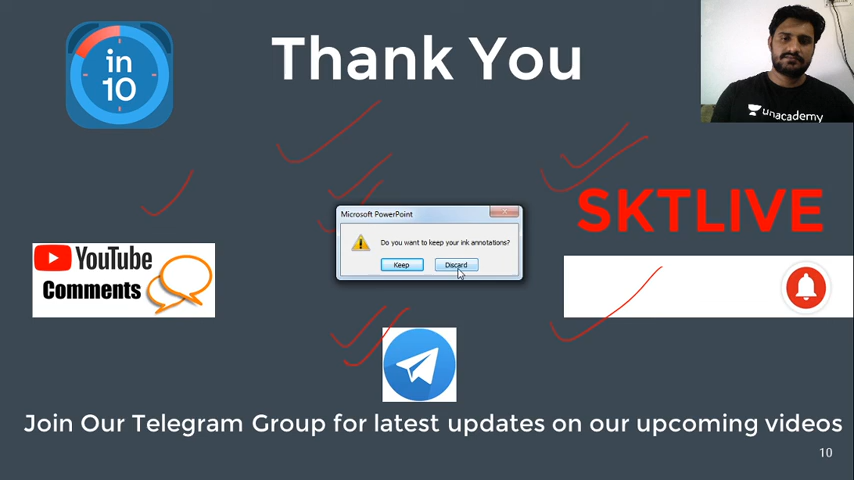 in
10
Thank You
unacademy
SKTLIVE
Microsoft PowerPoint
Do you want to keep your ink annotations?
Keep
Discard
YouTube
Comments
Join Our Telegram Group for latest updates on our upcoming videos
10